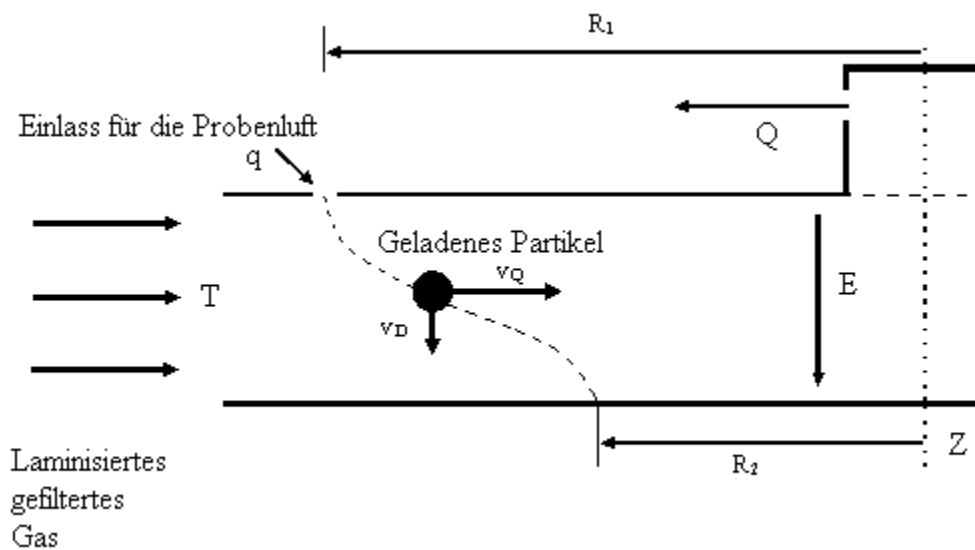 R₁
Einlass für die Probenluft
q
Q
Geladenes Partikel
v_Q
T
E
v_D
R₂
Z
Laminisiertes
gefiltertes
Gas